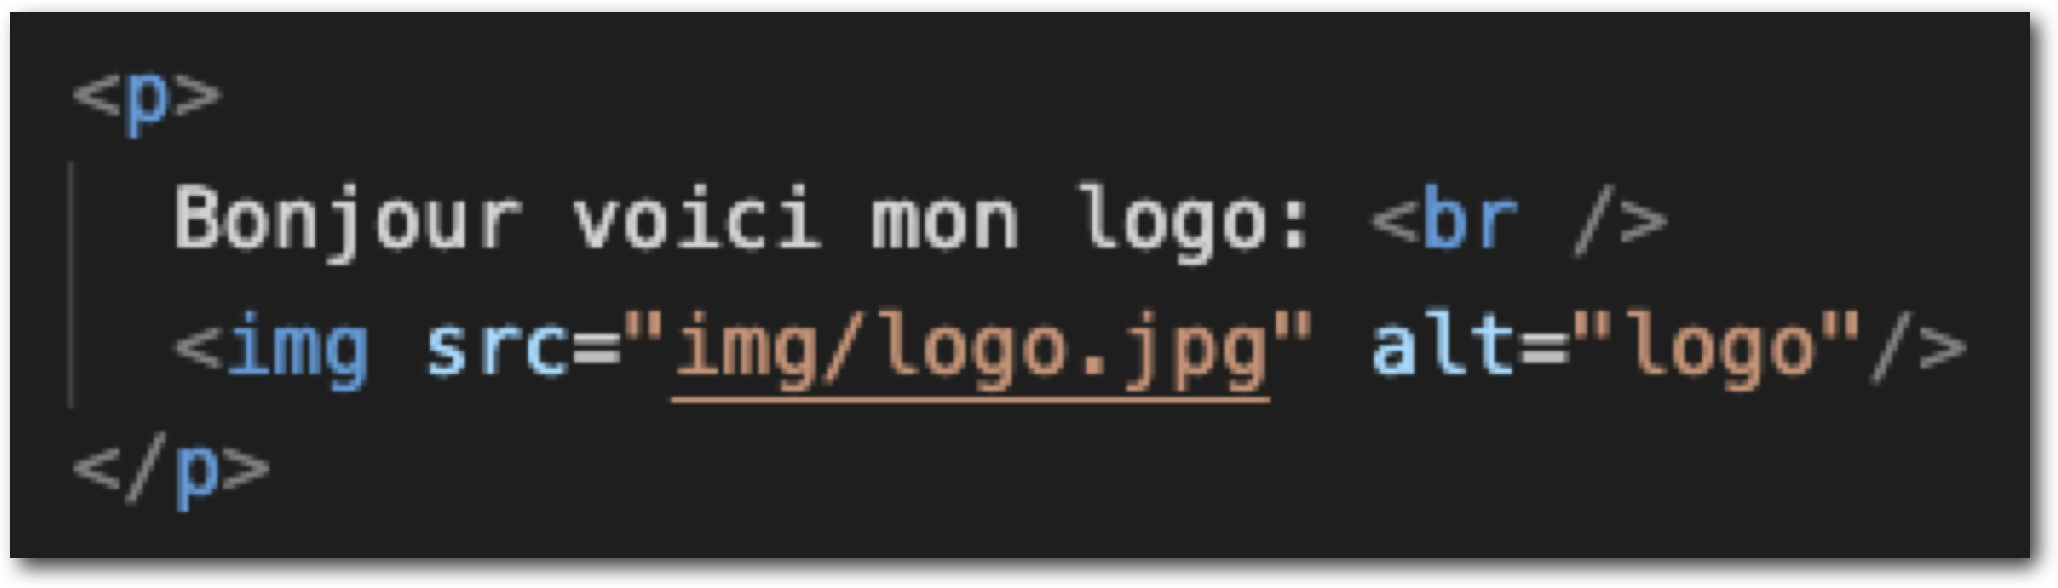 <p>
Bonjour voici mon logo: <br />
<img src="img/logo.jpg" alt="logo"/>
</p>